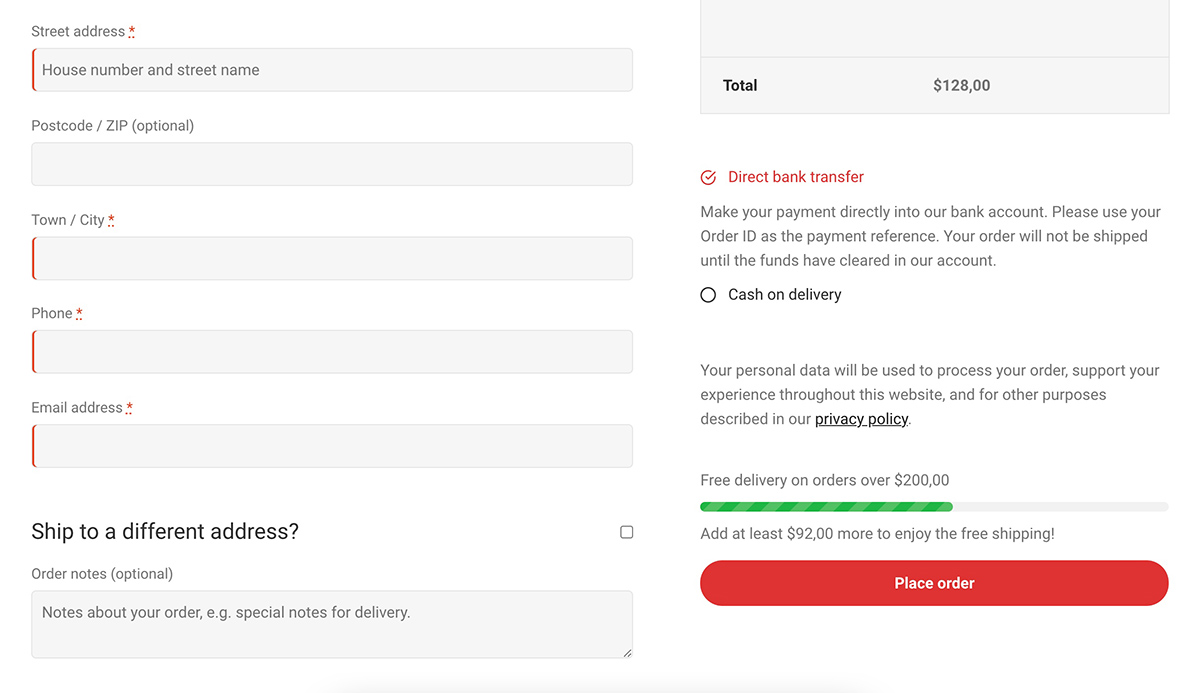 Street address *
House number and street name
Postcode / ZIP (optional)
Town / City *
Phone *
Email address *
Ship to a different address?
Order notes (optional)
Notes about your order, e.g. special notes for delivery.
Total $128,00
Direct bank transfer
Make your payment directly into our bank account. Please use your
Order ID as the payment reference. Your order will not be shipped
until the funds have cleared in our account.
Cash on delivery
Your personal data will be used to process your order, support your
experience throughout this website, and for other purposes
described in our privacy policy.
Free delivery on orders over $200,00
Add at least $92,00 more to enjoy the free shipping!
Place order